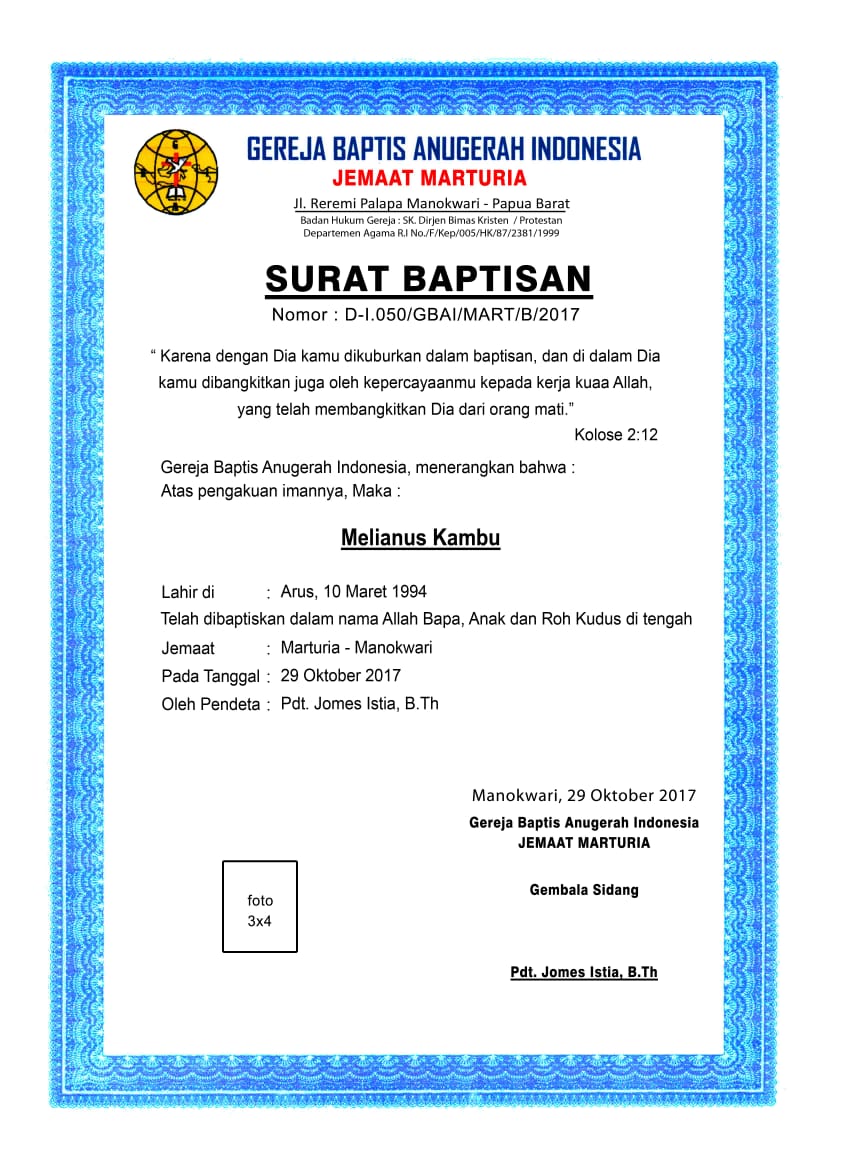 GEREJA BAPTIS ANUGERAH INDONESIA
JEMAAT MARTURIA
Jl. Reremi Palapa Manokwari - Papua Barat
Badan Hukum Gereja : SK. Dirjen Bimas Kristen / Protestan
Departemen Agama R.I No./F/Kep/005/HK/87/2381/1999
SURAT BAPTISAN
Nomor : D-I.050/GBAI/MART/B/2017
“ Karena dengan Dia kamu dikuburkan dalam baptisan, dan di dalam Dia
kamu dibangkitkan juga oleh kepercayaanmu kepada kerja kuaa Allah,
yang telah membangkitkan Dia dari orang mati.”
Kolose 2:12
Gereja Baptis Anugerah Indonesia, menerangkan bahwa :
Atas pengakuan imannya, Maka :
Melianus Kambu
Lahir di : Arus, 10 Maret 1994
Telah dibaptiskan dalam nama Allah Bapa, Anak dan Roh Kudus di tengah
Jemaat : Marturia - Manokwari
Pada Tanggal : 29 Oktober 2017
Oleh Pendeta : Pdt. Jomes Istia, B.Th
Manokwari, 29 Oktober 2017
Gereja Baptis Anugerah Indonesia
JEMAAT MARTURIA
Gembala Sidang
foto
3x4
Pdt. Jomes Istia, B.Th